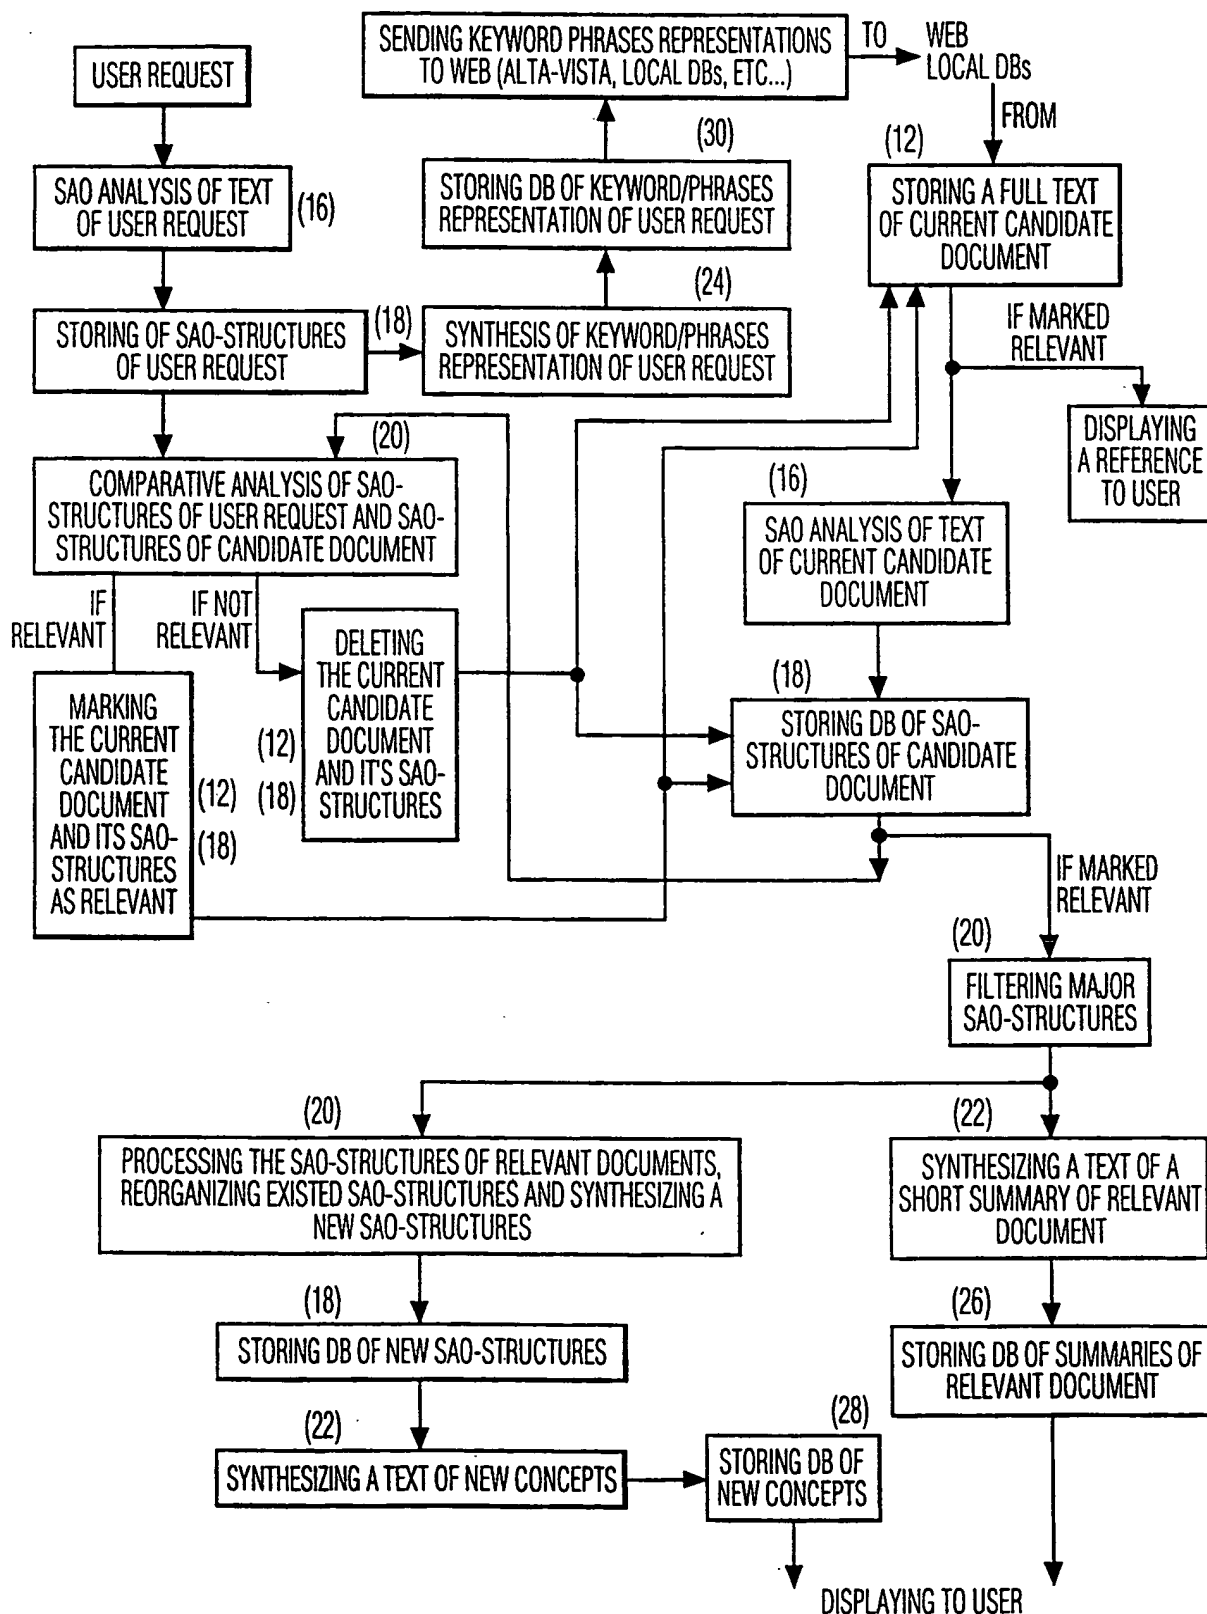 USER REQUEST
SENDING KEYWORD PHRASES REPRESENTATIONS
TO WEB (ALTA-VISTA, LOCAL DBs, ETC...)
TO
WEB
LOCAL DBs
FROM
SAO ANALYSIS OF TEXT
OF USER REQUEST
(16)
(30)
STORING DB OF KEYWORD/PHRASES
REPRESENTATION OF USER REQUEST
(12)
STORING A FULL TEXT
OF CURRENT CANDIDATE
DOCUMENT
STORING OF SAO-STRUCTURES
OF USER REQUEST
(18)
(24)
SYNTHESIS OF KEYWORD/PHRASES
REPRESENTATION OF USER REQUEST
IF MARKED
RELEVANT
DISPLAYING
A REFERENCE
TO USER
(20)
COMPARATIVE ANALYSIS OF SAO-
STRUCTURES OF USER REQUEST AND SAO-
STRUCTURES OF CANDIDATE DOCUMENT
(16)
SAO ANALYSIS OF TEXT
OF CURRENT CANDIDATE
DOCUMENT
IF
RELEVANT
IF NOT
RELEVANT
DELETING
THE CURRENT
CANDIDATE
DOCUMENT
AND IT'S SAO-
STRUCTURES
(12)
(18)
MARKING
THE CURRENT
CANDIDATE
DOCUMENT
AND ITS SAO-
STRUCTURES
AS RELEVANT
(12)
(18)
(18)
STORING DB OF SAO-
STRUCTURES OF CANDIDATE
DOCUMENT
IF MARKED
RELEVANT
(20)
FILTERING MAJOR
SAO-STRUCTURES
(20)
PROCESSING THE SAO-STRUCTURES OF RELEVANT DOCUMENTS,
REORGANIZING EXISTED SAO-STRUCTURES AND SYNTHESIZING A
NEW SAO-STRUCTURES
(22)
SYNTHESIZING A TEXT OF A
SHORT SUMMARY OF RELEVANT
DOCUMENT
(18)
STORING DB OF NEW SAO-STRUCTURES
(26)
STORING DB OF SUMMARIES OF
RELEVANT DOCUMENT
(22)
SYNTHESIZING A TEXT OF NEW CONCEPTS
(28)
STORING DB OF
NEW CONCEPTS
DISPLAYING TO USER